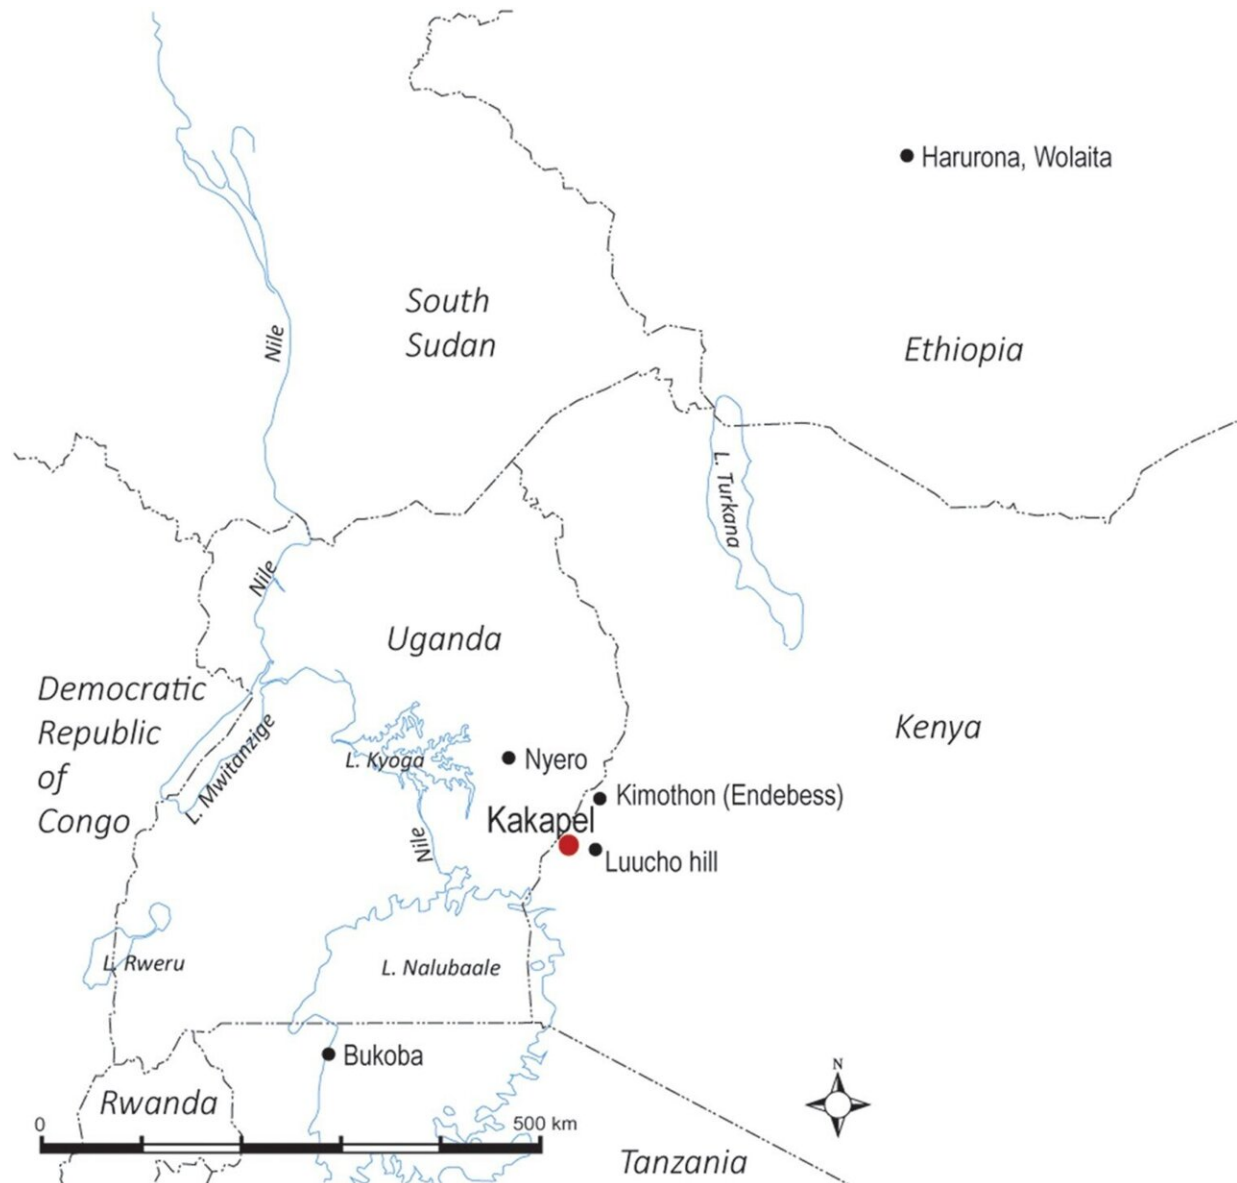 Harurona, Wolaita
South
Sudan
Nile
Ethiopia
L. Turkana
Nile
Uganda
Democratic
Republic
of
Congo
L. Mwitanzige
L. Kyoga
Nyero
Kenya
Kimothon (Endebess)
Kakapel
Nile
Luucho hill
L. Rweru
L. Nalubaale
Bukoba
N
Rwanda
0
500 km
Tanzania